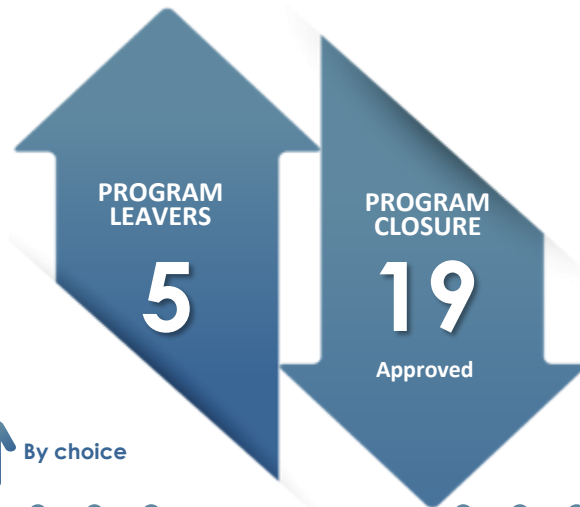 PROGRAM
LEAVERS
5
PROGRAM
CLOSURE
19
Approved
By choice